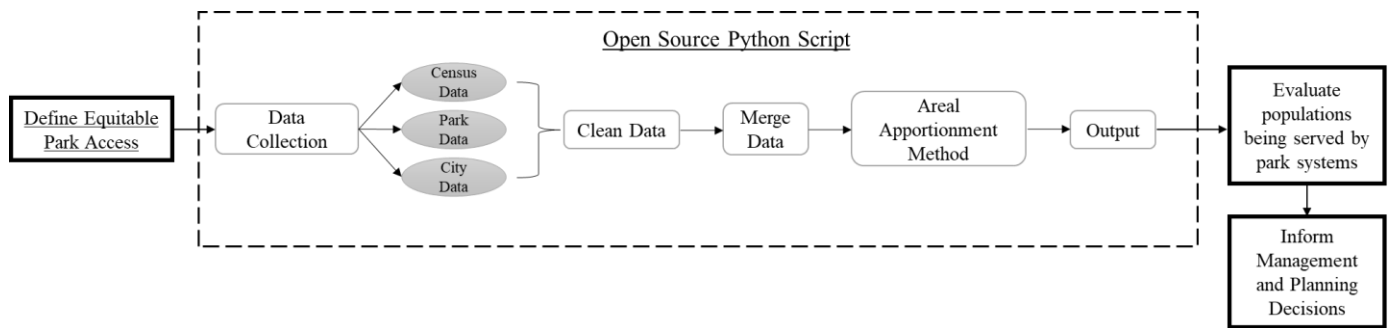 Open Source Python Script
Define Equitable
Park Access
Data
Collection
Census
Data
Park
Data
City
Data
Clean Data
Merge
Data
Areal
Apportionment
Method
Output
Evaluate
populations
being served by
park systems
Inform
Management
and Planning
Decisions